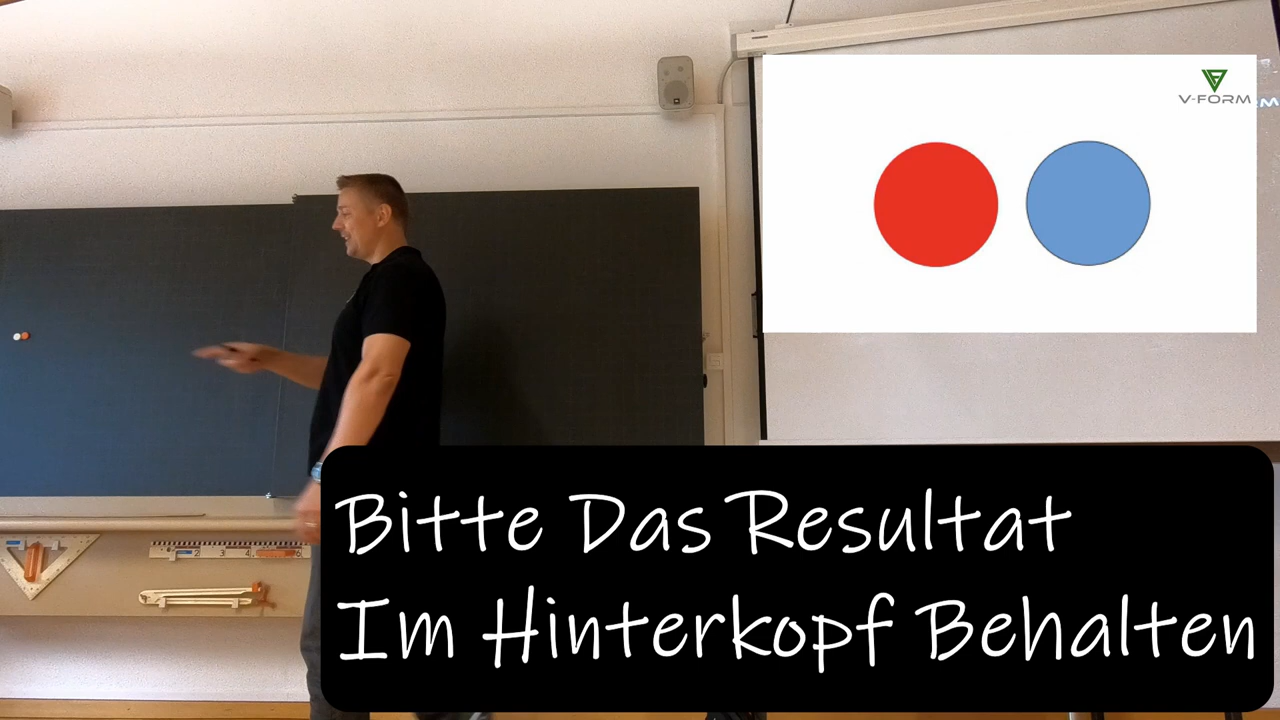 V-FORM
Bitte Das Resultat
Im Hinterkopf Behalten